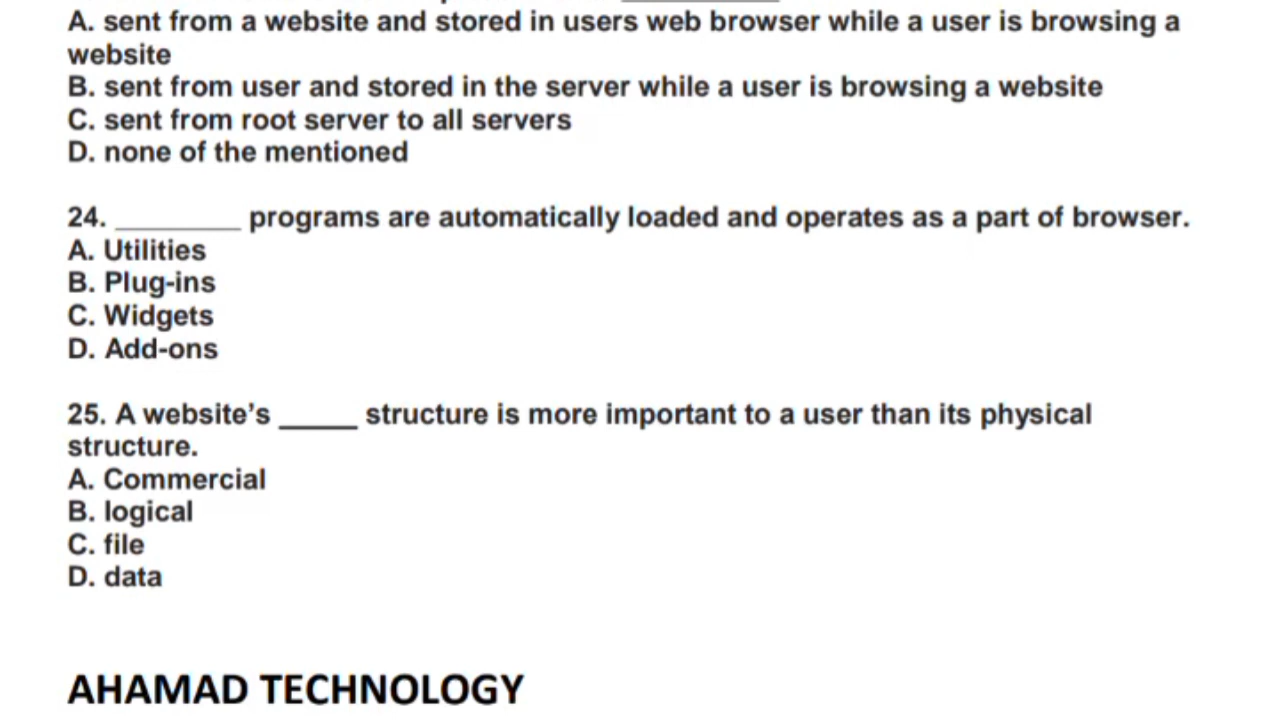 A. sent from a website and stored in users web browser while a user is browsing a
website
B. sent from user and stored in the server while a user is browsing a website
C. sent from root server to all servers
D. none of the mentioned
24. ________ programs are automatically loaded and operates as a part of browser.
A. Utilities
B. Plug-ins
C. Widgets
D. Add-ons
25. A website’s _____ structure is more important to a user than its physical
structure.
A. Commercial
B. logical
C. file
D. data
AHAMAD TECHNOLOGY